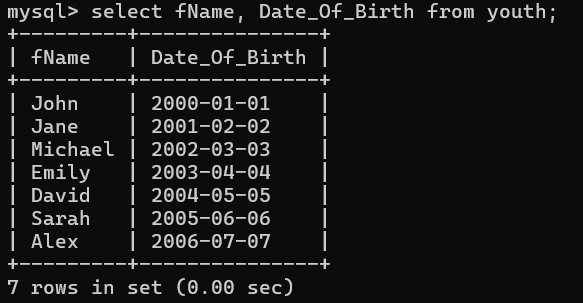 mysql> select fName, Date_Of_Birth from youth;
+---------+---------------+
| fName   | Date_Of_Birth |
+---------+---------------+
| John    | 2000-01-01    |
| Jane    | 2001-02-02    |
| Michael | 2002-03-03    |
| Emily   | 2003-04-04    |
| David   | 2004-05-05    |
| Sarah   | 2005-06-06    |
| Alex    | 2006-07-07    |
+---------+---------------+
7 rows in set (0.00 sec)